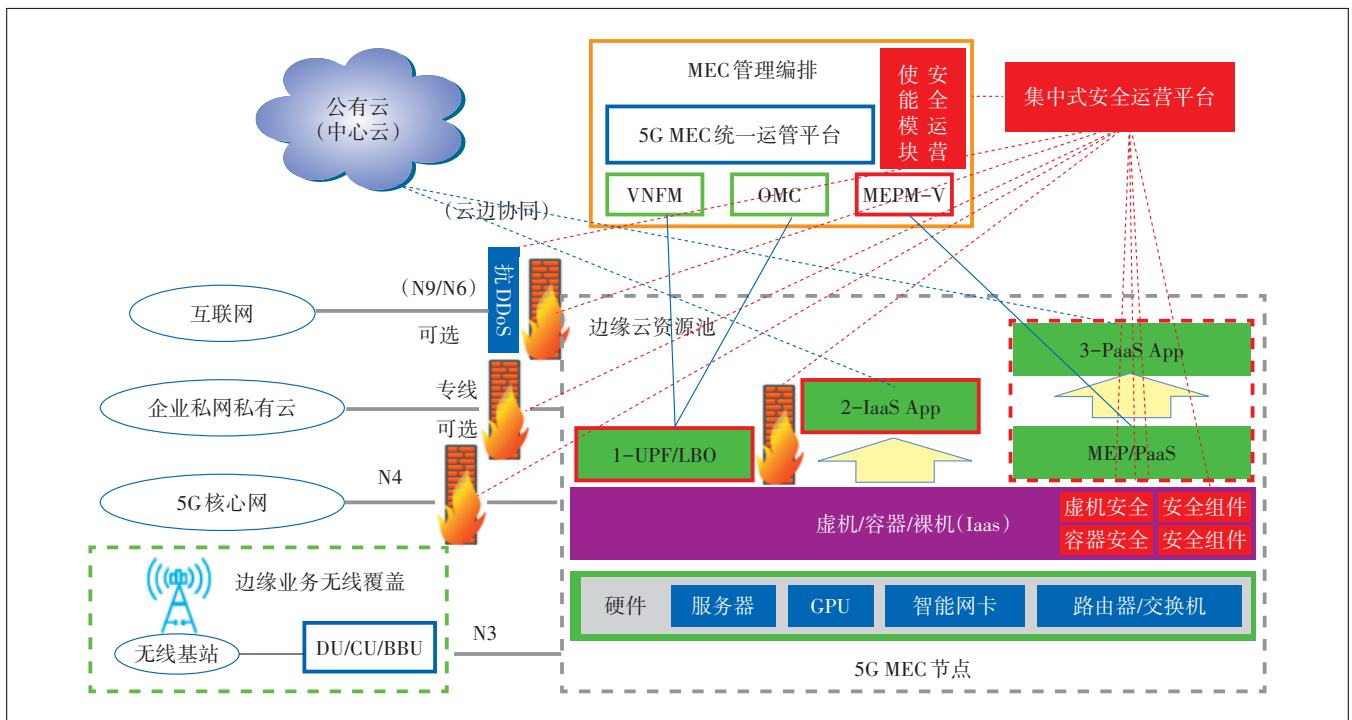 公有云
（中心云）
MEC管理编排
5G MEC统一运管平台
安全运营
使能模块
集中式安全运营平台
VNFM
OMC
MEPM-V
（云边协同）
互联网
（N9/N6）
可选
抗DDoS
边缘云资源池
企业私网私有云
专线
可选
5G核心网
N4
1-UPF/LBO
2-IaaS App
3-PaaS App
MEP/PaaS
虚机/容器/裸机（Iaas）
虚机安全
安全组件
容器安全
安全组件
边缘业务无线覆盖
无线基站
DU/CU/BBU
N3
硬件
服务器
GPU
智能网卡
路由器/交换机
5G MEC节点